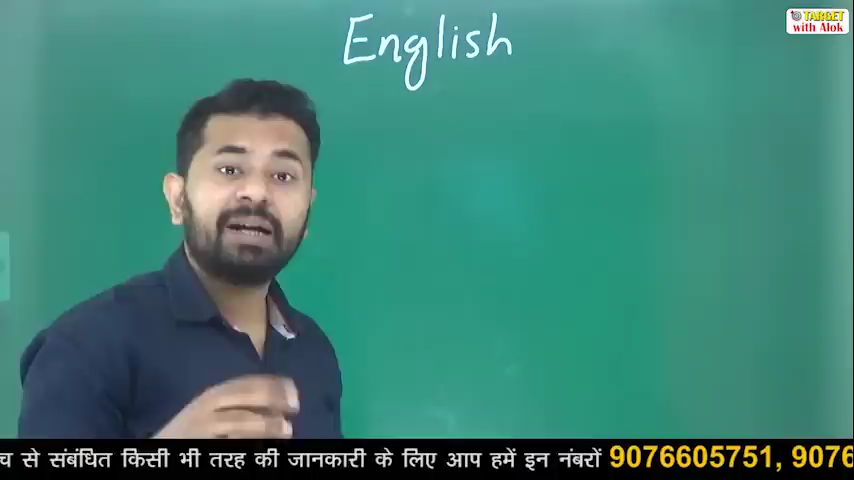 English
TARGET
with Alok
से संबंधित किसी भी तरह की जानकारी के लिए आप हमें इन नंबरों 9076605751, 9076